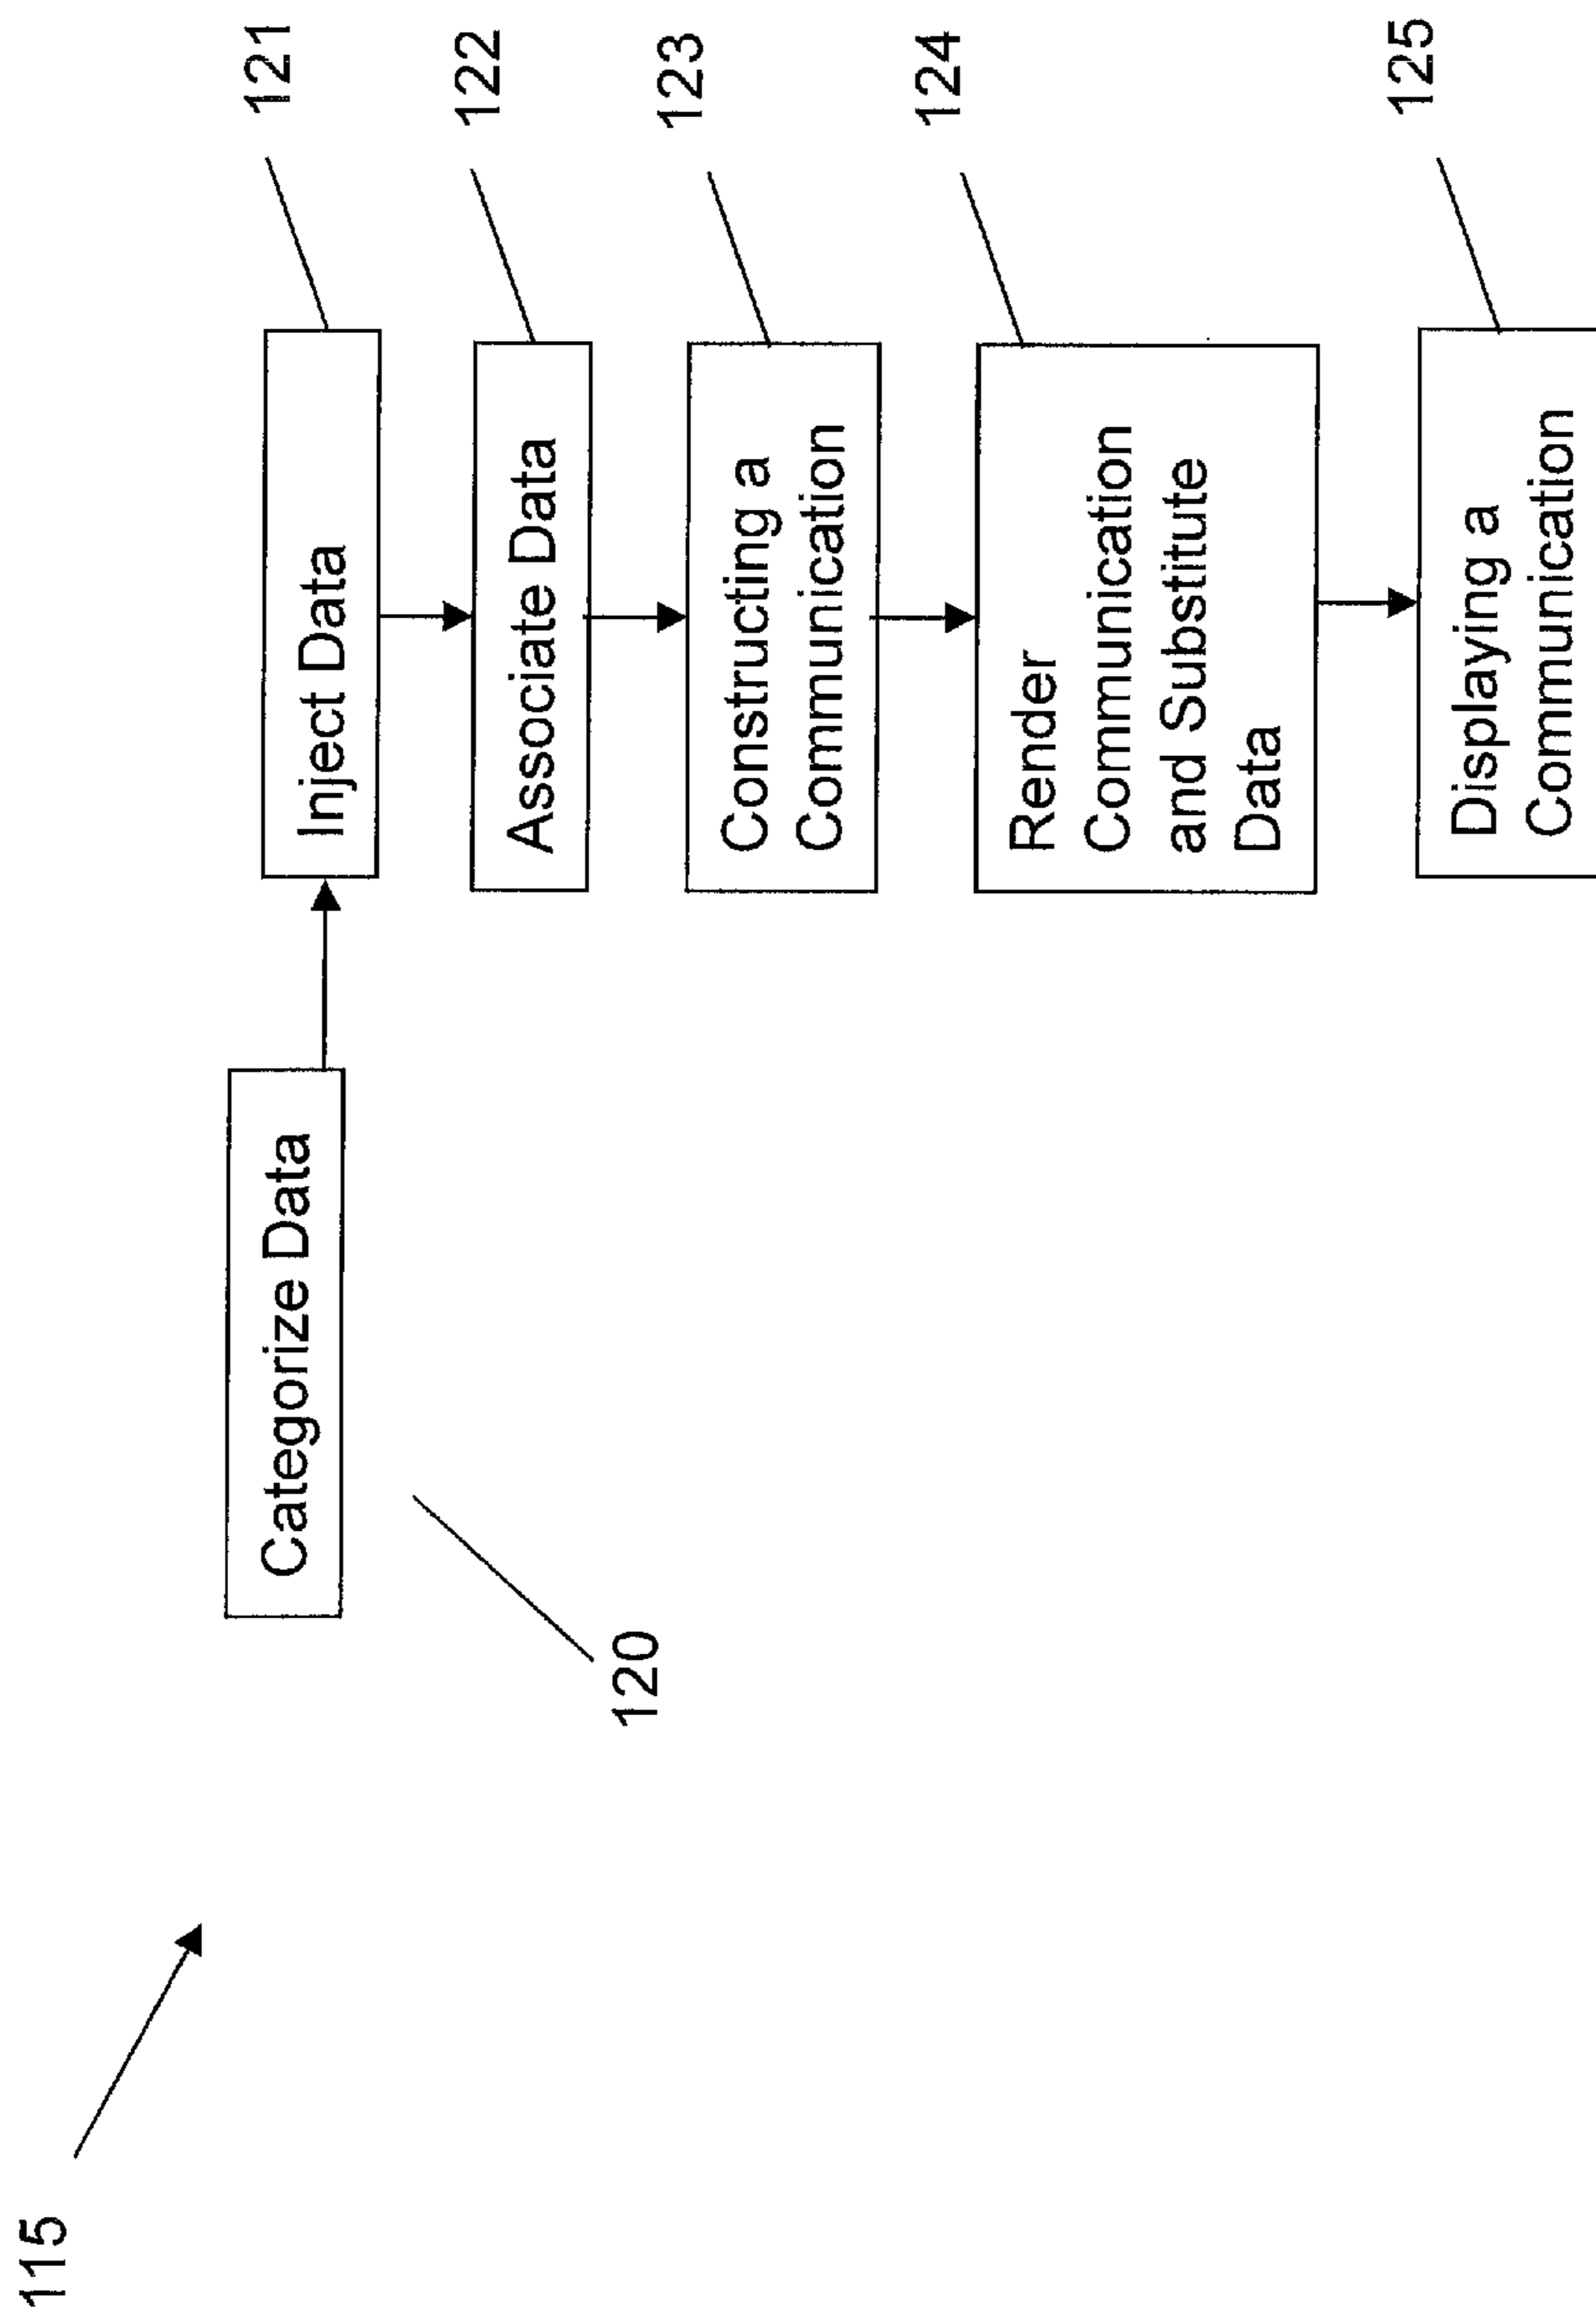 115
Categorize Data
120
Inject Data
121
Associate Data
122
Constructing a
Communication
123
Render
Communication
and Substitute
Data
124
Displaying a
Communication
125